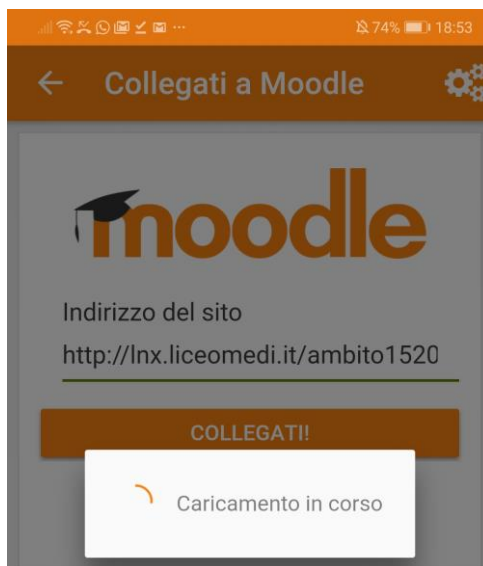 74% 18:53
Collegati a Moodle
moodle
Indirizzo del sito
http://lnx.liceomedi.it/ambito1520
COLLEGATI!
Caricamento in corso